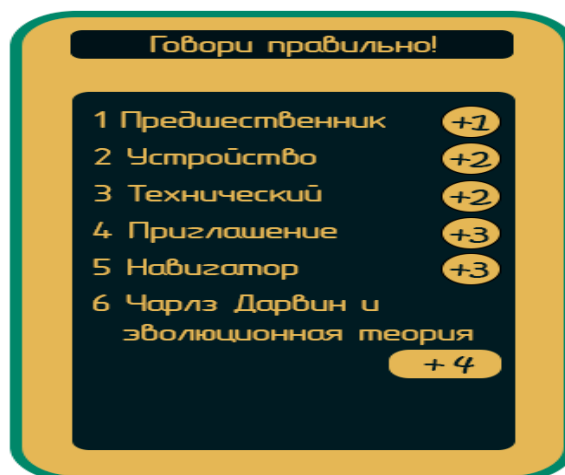 Говори правильно!
1 Предшественник +1
2 Устройство +2
3 Технический +2
4 Приглашение +3
5 Навигатор +3
6 Чарлз Дарвин и
эволюционная теория
+4